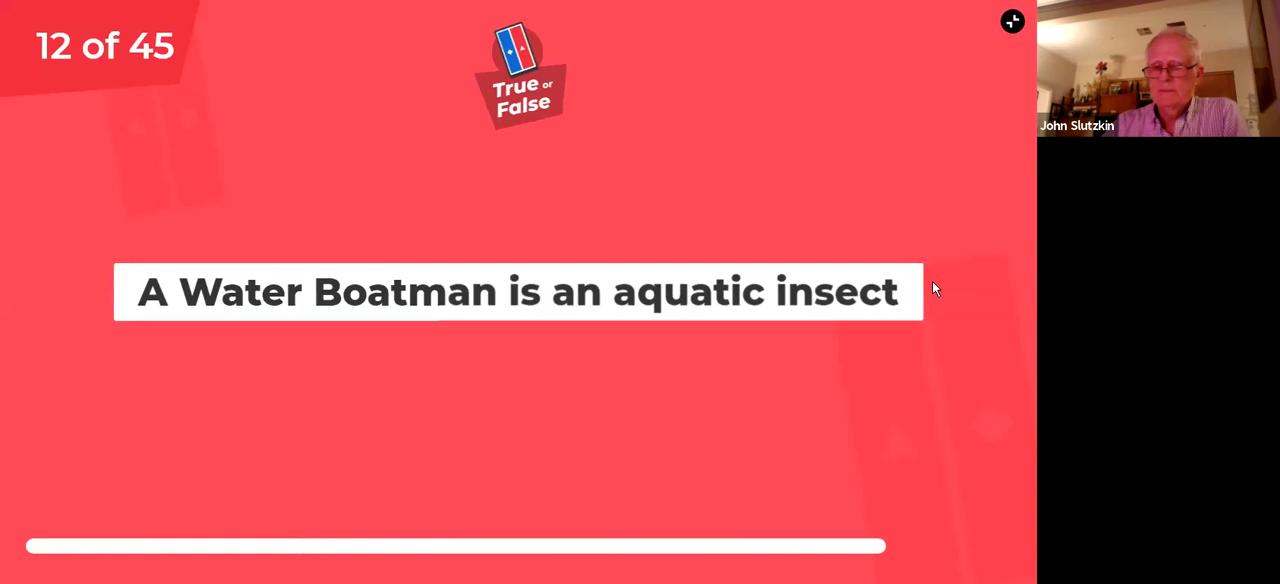 12 of 45
True or
False
A Water Boatman is an aquatic insect
John Slutzkin